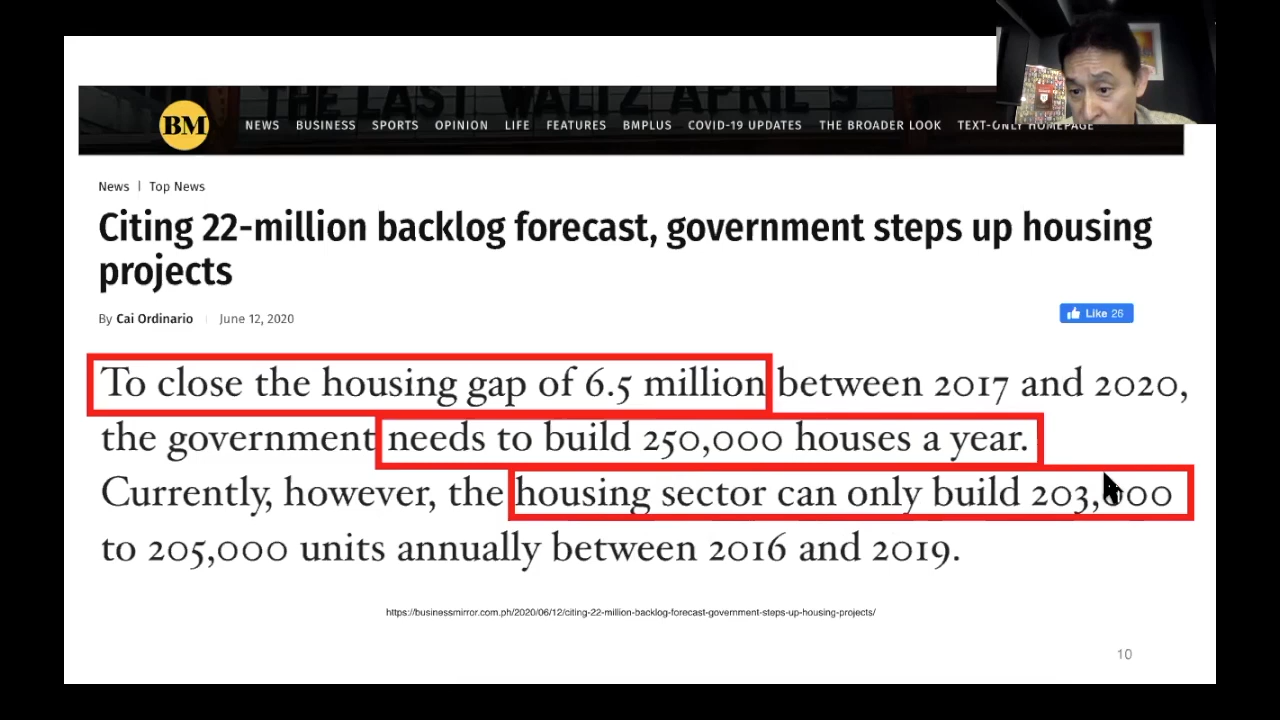 THE LAST WALTZ APRIL 9
BM
NEWS BUSINESS SPORTS OPINION LIFE FEATURES BMPLUS COVID-19 UPDATES THE BROADER LOOK TEXT-ONLY HOMEPAGE
News | Top News
Citing 22-million backlog forecast, government steps up housing
projects
By Cai Ordinario | June 12, 2020
Like 26
To close the housing gap of 6.5 million between 2017 and 2020,
the government needs to build 250,000 houses a year.
Currently, however, the housing sector can only build 203,000
to 205,000 units annually between 2016 and 2019.
https://businessmirror.com.ph/2020/06/12/citing-22-million-backlog-forecast-government-steps-up-housing-projects/
10